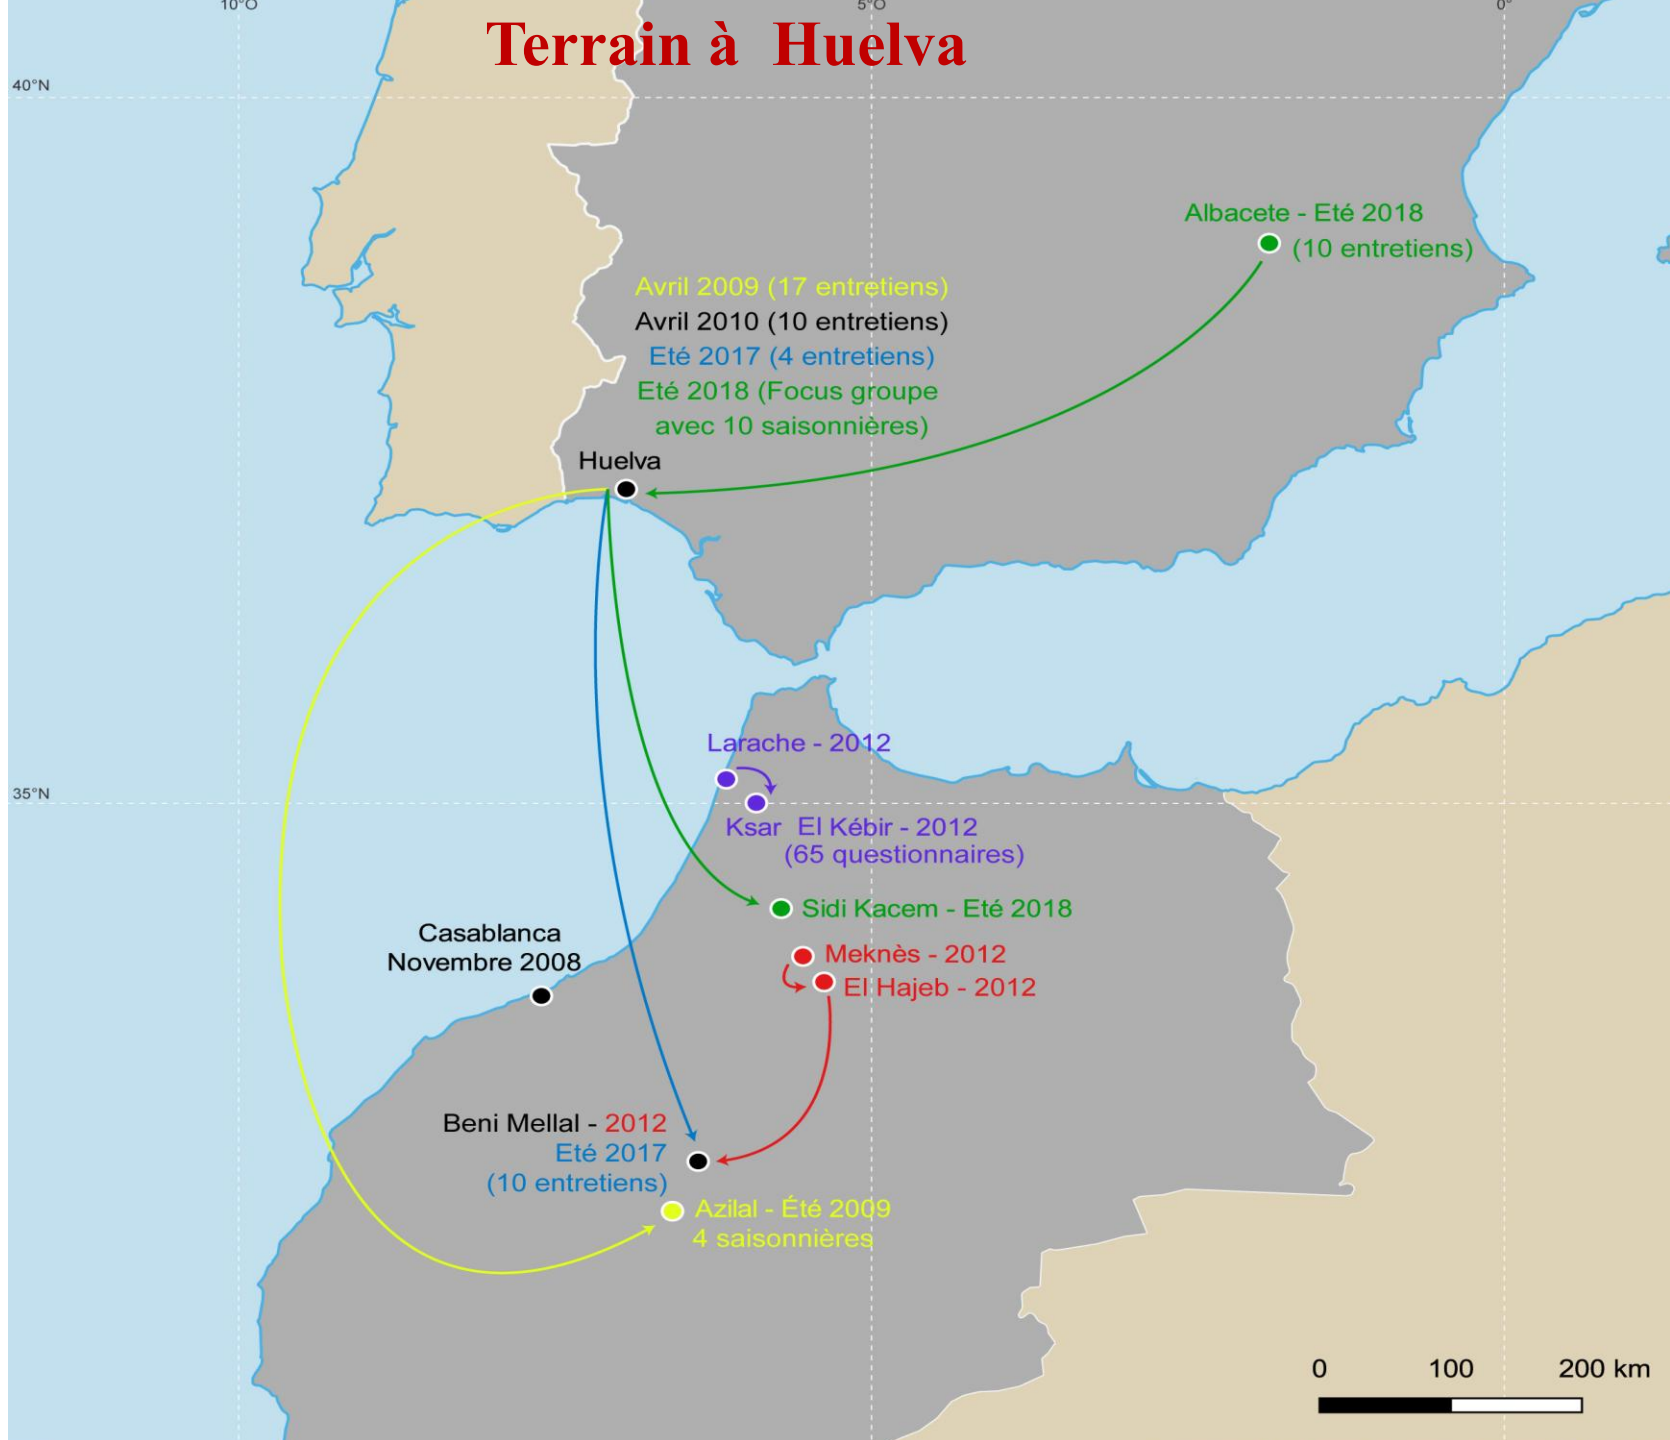 10°O
5°O
0°
Terrain à Huelva
40°N
Albacete - Eté 2018
(10 entretiens)
Avril 2009 (17 entretiens)
Avril 2010 (10 entretiens)
Eté 2017 (4 entretiens)
Eté 2018 (Focus groupe
avec 10 saisonnières)
Huelva
Larache - 2012
35°N
Ksar El Kébir - 2012
(65 questionnaires)
Sidi Kacem - Eté 2018
Casablanca
Novembre 2008
Meknès - 2012
El Hajeb - 2012
Beni Mellal - 2012
Eté 2017
(10 entretiens)
Azilal - Été 2009
4 saisonnières
0 100 200 km